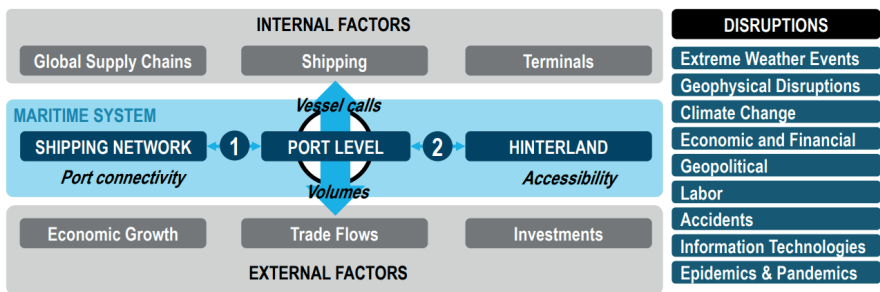 INTERNAL FACTORS
Global Supply Chains
Shipping
Terminals
Vessel calls
MARITIME SYSTEM
SHIPPING NETWORK
1
PORT LEVEL
2
HINTERLAND
Port connectivity
Volumes
Accessibility
Economic Growth
Trade Flows
Investments
EXTERNAL FACTORS
DISRUPTIONS
Extreme Weather Events
Geophysical Disruptions
Climate Change
Economic and Financial
Geopolitical
Labor
Accidents
Information Technologies
Epidemics & Pandemics